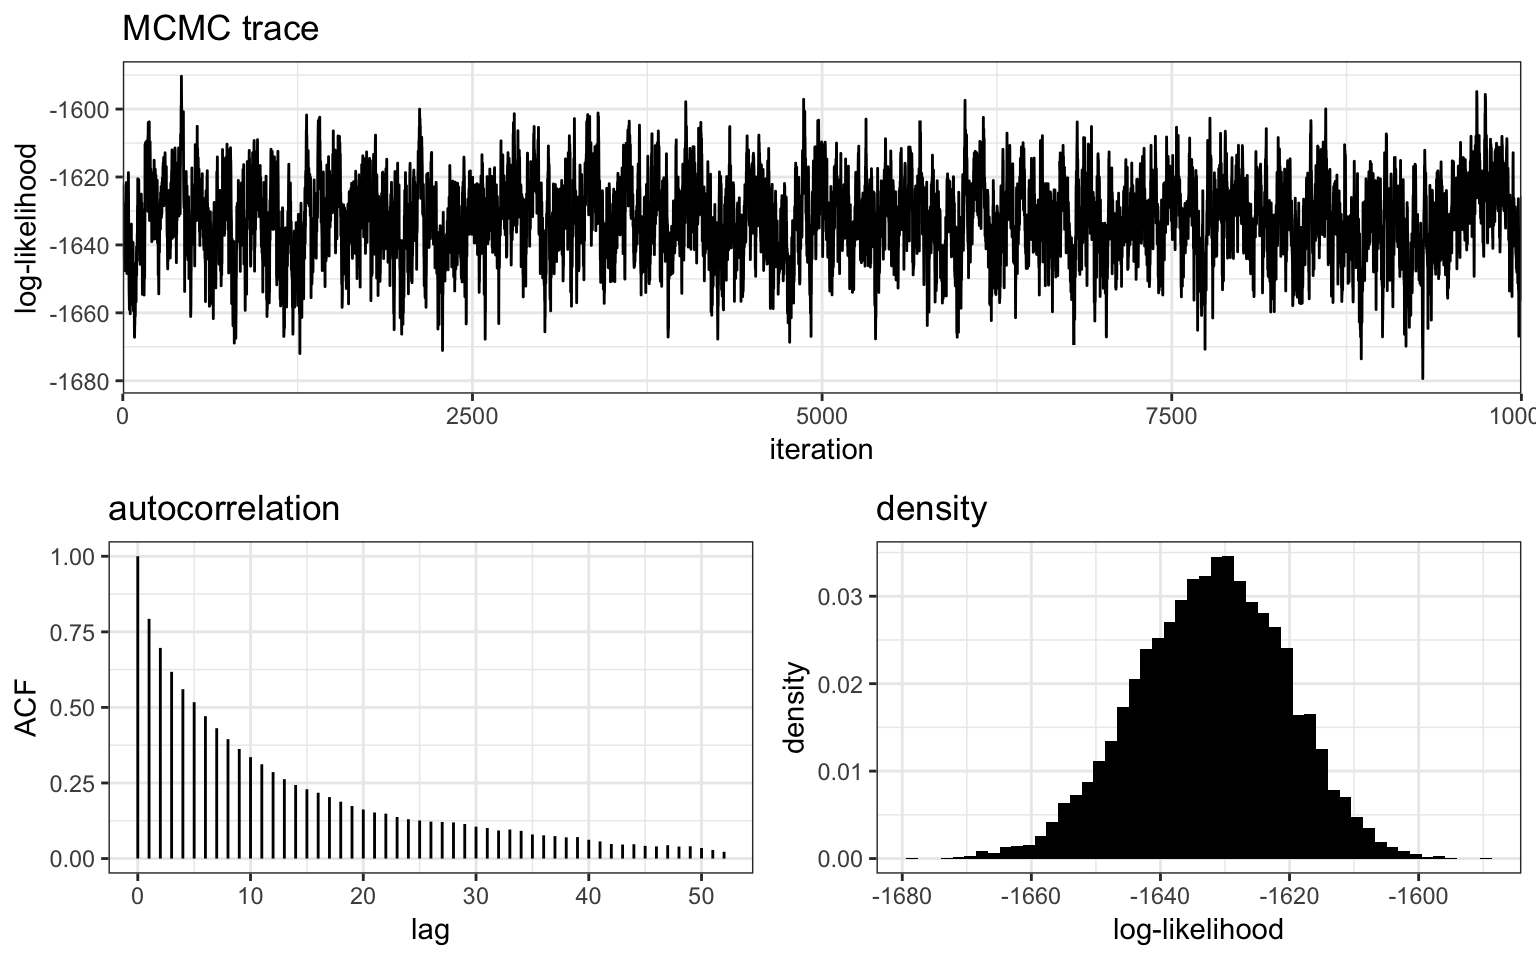 MCMC trace
log-likelihood
-1600
-1620
-1640
-1660
-1680
0 2500 5000 7500 1000
iteration
autocorrelation
ACF
1.00
0.75
0.50
0.25
0.00
0 10 20 30 40 50
lag
density
density
0.03
0.02
0.01
0.00
-1680 -1660 -1640 -1620 -1600
log-likelihood